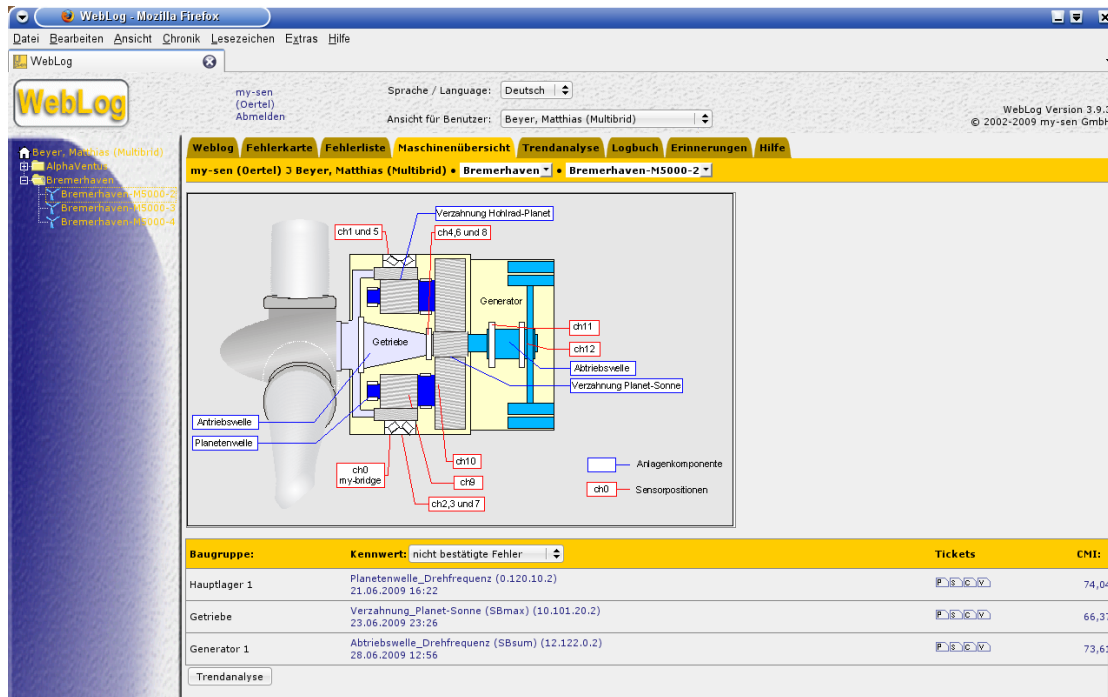 WebLog - Mozilla Firefox
Datei Bearbeiten Ansicht Chronik Lesezeichen Extras Hilfe
WebLog
WebLog
my-sen
(Oertel)
Abmelden
Sprache / Language: Deutsch
Ansicht für Benutzer: Beyer, Matthias (Multibrid)
WebLog Version 3.9.3
© 2002-2009 my-sen GmbH
Beyer, Matthias (Multibrid)
AlphaVentus
Bremerhaven
Bremerhaven-M5000-2
Bremerhaven-M5000-3
Bremerhaven-M5000-4
Weblog Fehlerkarte Fehlerliste Maschinenübersicht Trendanalyse Logbuch Erinnerungen Hilfe
my-sen (Oertel) Ɔ Beyer, Matthias (Multibrid) • Bremerhaven • Bremerhaven-M5000-2
Verzahnung Hohlrad-Planet
ch1 und 5
ch4,6 und 8
Generator
ch11
Getriebe
ch12
Abtriebswelle
Verzahnung Planet-Sonne
Antriebswelle
Planetenwelle
ch10
ch0
my-bridge
ch9
ch2,3 und 7
Anlagenkomponente
ch0 Sensorpositionen
Baugruppe: Kennwert: nicht bestätigte Fehler Tickets CMI:
Hauptlager 1 Planetenwelle_Drehfrequenz (0.120.10.2) P S C V 74,04
21.06.2009 16:22
Getriebe Verzahnung_Planet-Sonne (SBmax) (10.101.20.2) P S C V 66,37
23.06.2009 23:26
Generator 1 Abtriebswelle_Drehfrequenz (SBsum) (12.122.0.2) P S C V 73,61
28.06.2009 12:56
Trendanalyse